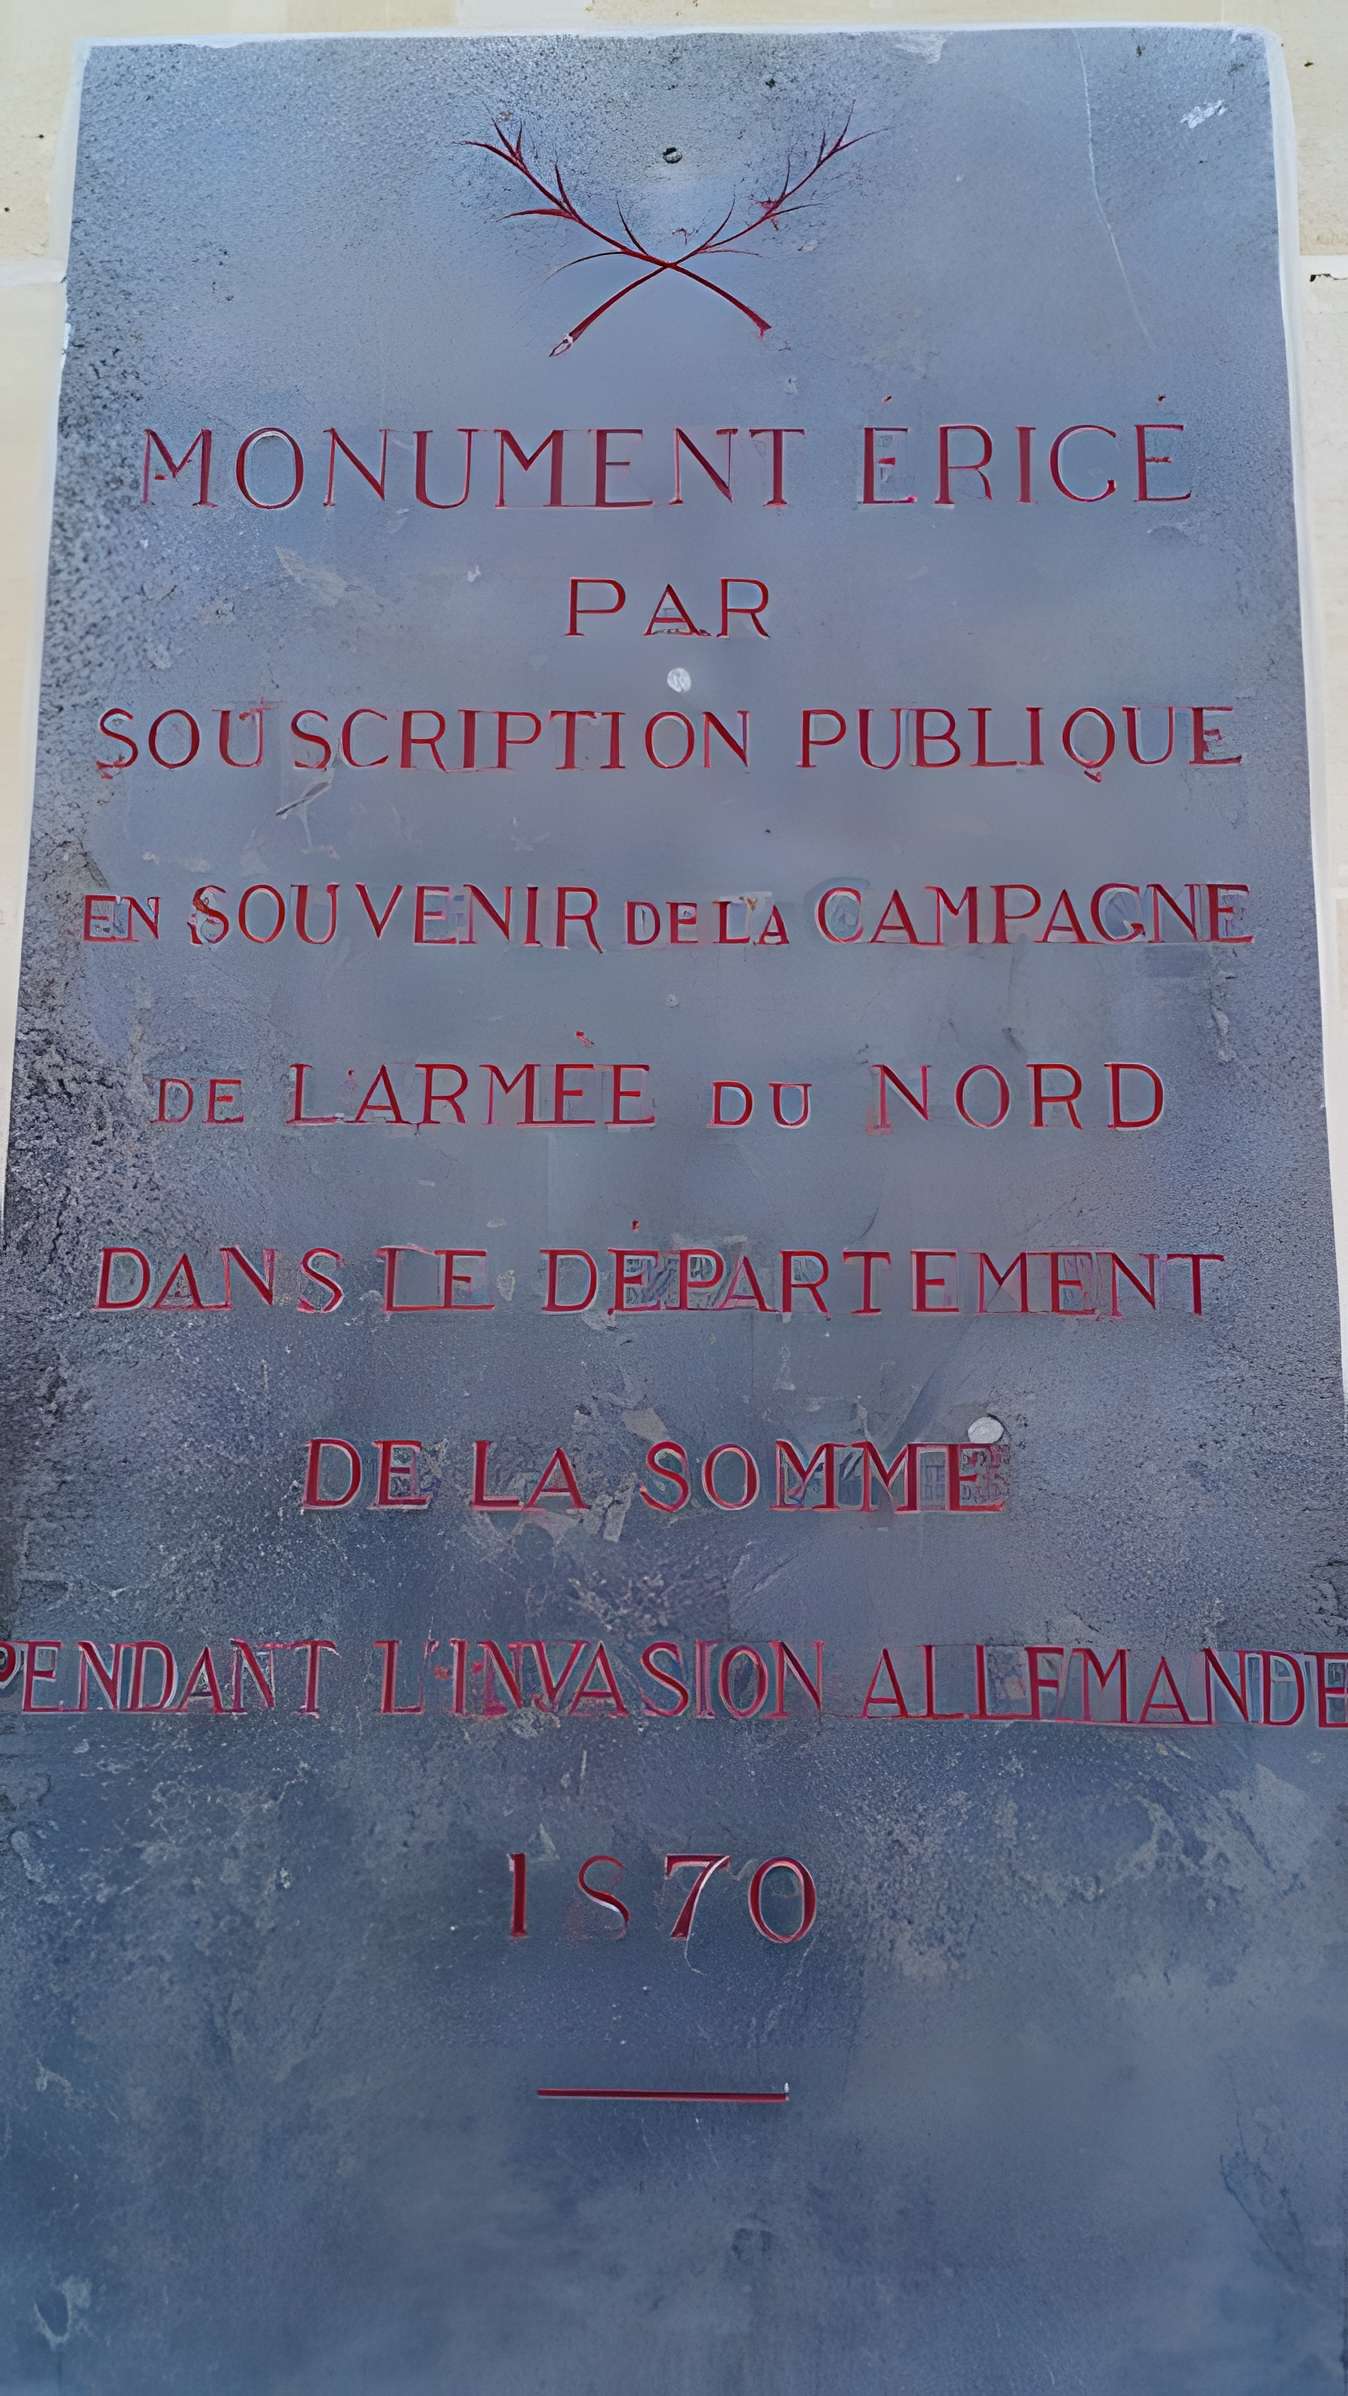 MONUMENT ÉRIGÉ
PAR
SOUSCRIPTION PUBLIQUE
EN SOUVENIR DE LA CAMPAGNE
DE L'ARMÉE DU NORD
DANS LE DÉPARTEMENT
DE LA SOMME
PENDANT L'INVASION ALLEMANDE
1870